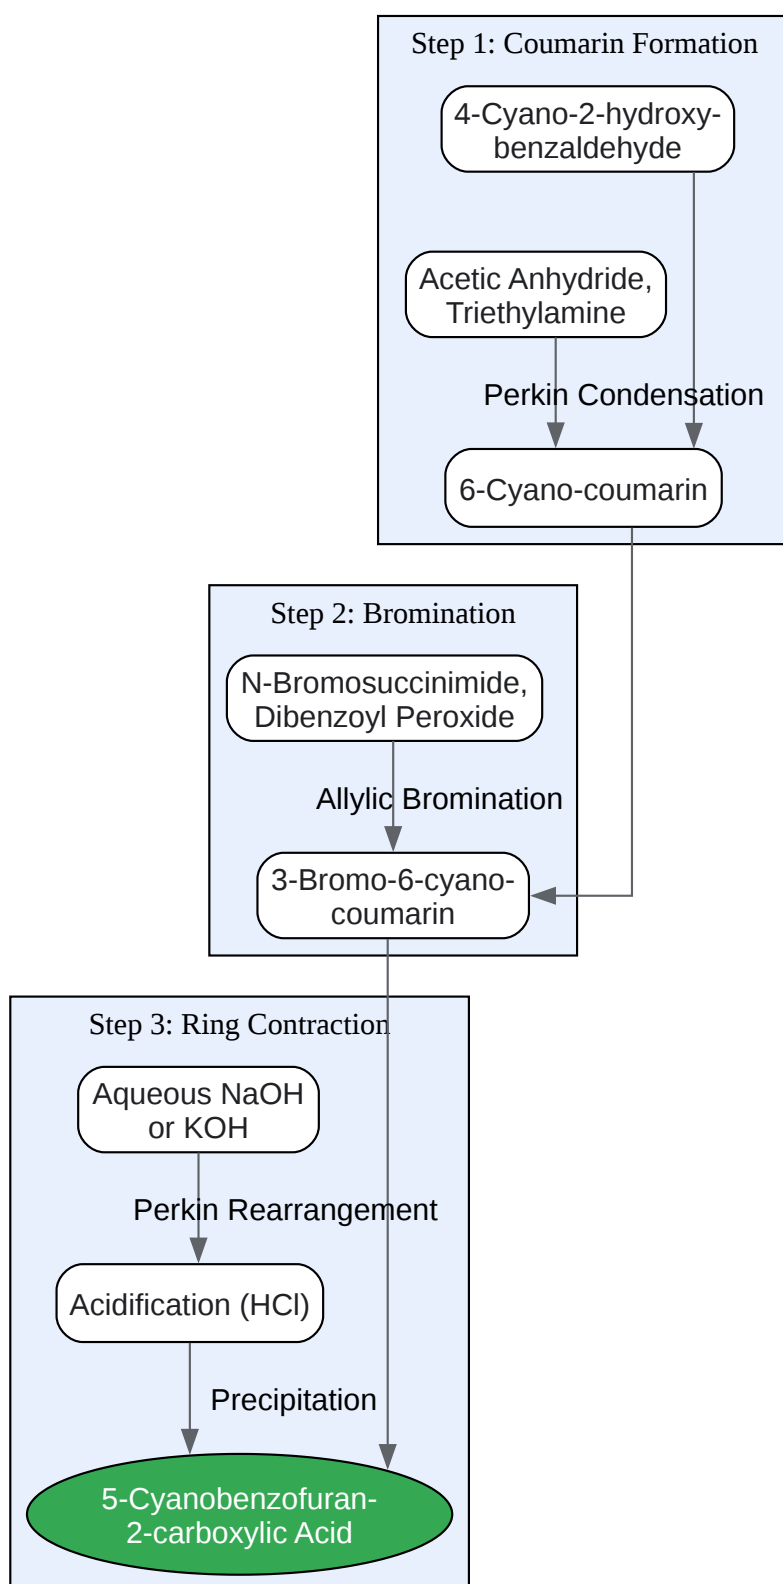 Step 1: Coumarin Formation
4-Cyano-2-hydroxy-
benzaldehyde
Acetic Anhydride,
Triethylamine
Perkin Condensation
6-Cyano-coumarin
Step 2: Bromination
N-Bromosuccinimide,
Dibenzoyl Peroxide
Allylic Bromination
3-Bromo-6-cyano-
coumarin
Step 3: Ring Contraction
Aqueous NaOH
or KOH
Perkin Rearrangement
Acidification (HCl)
Precipitation
5-Cyanobenzofuran-
2-carboxylic Acid